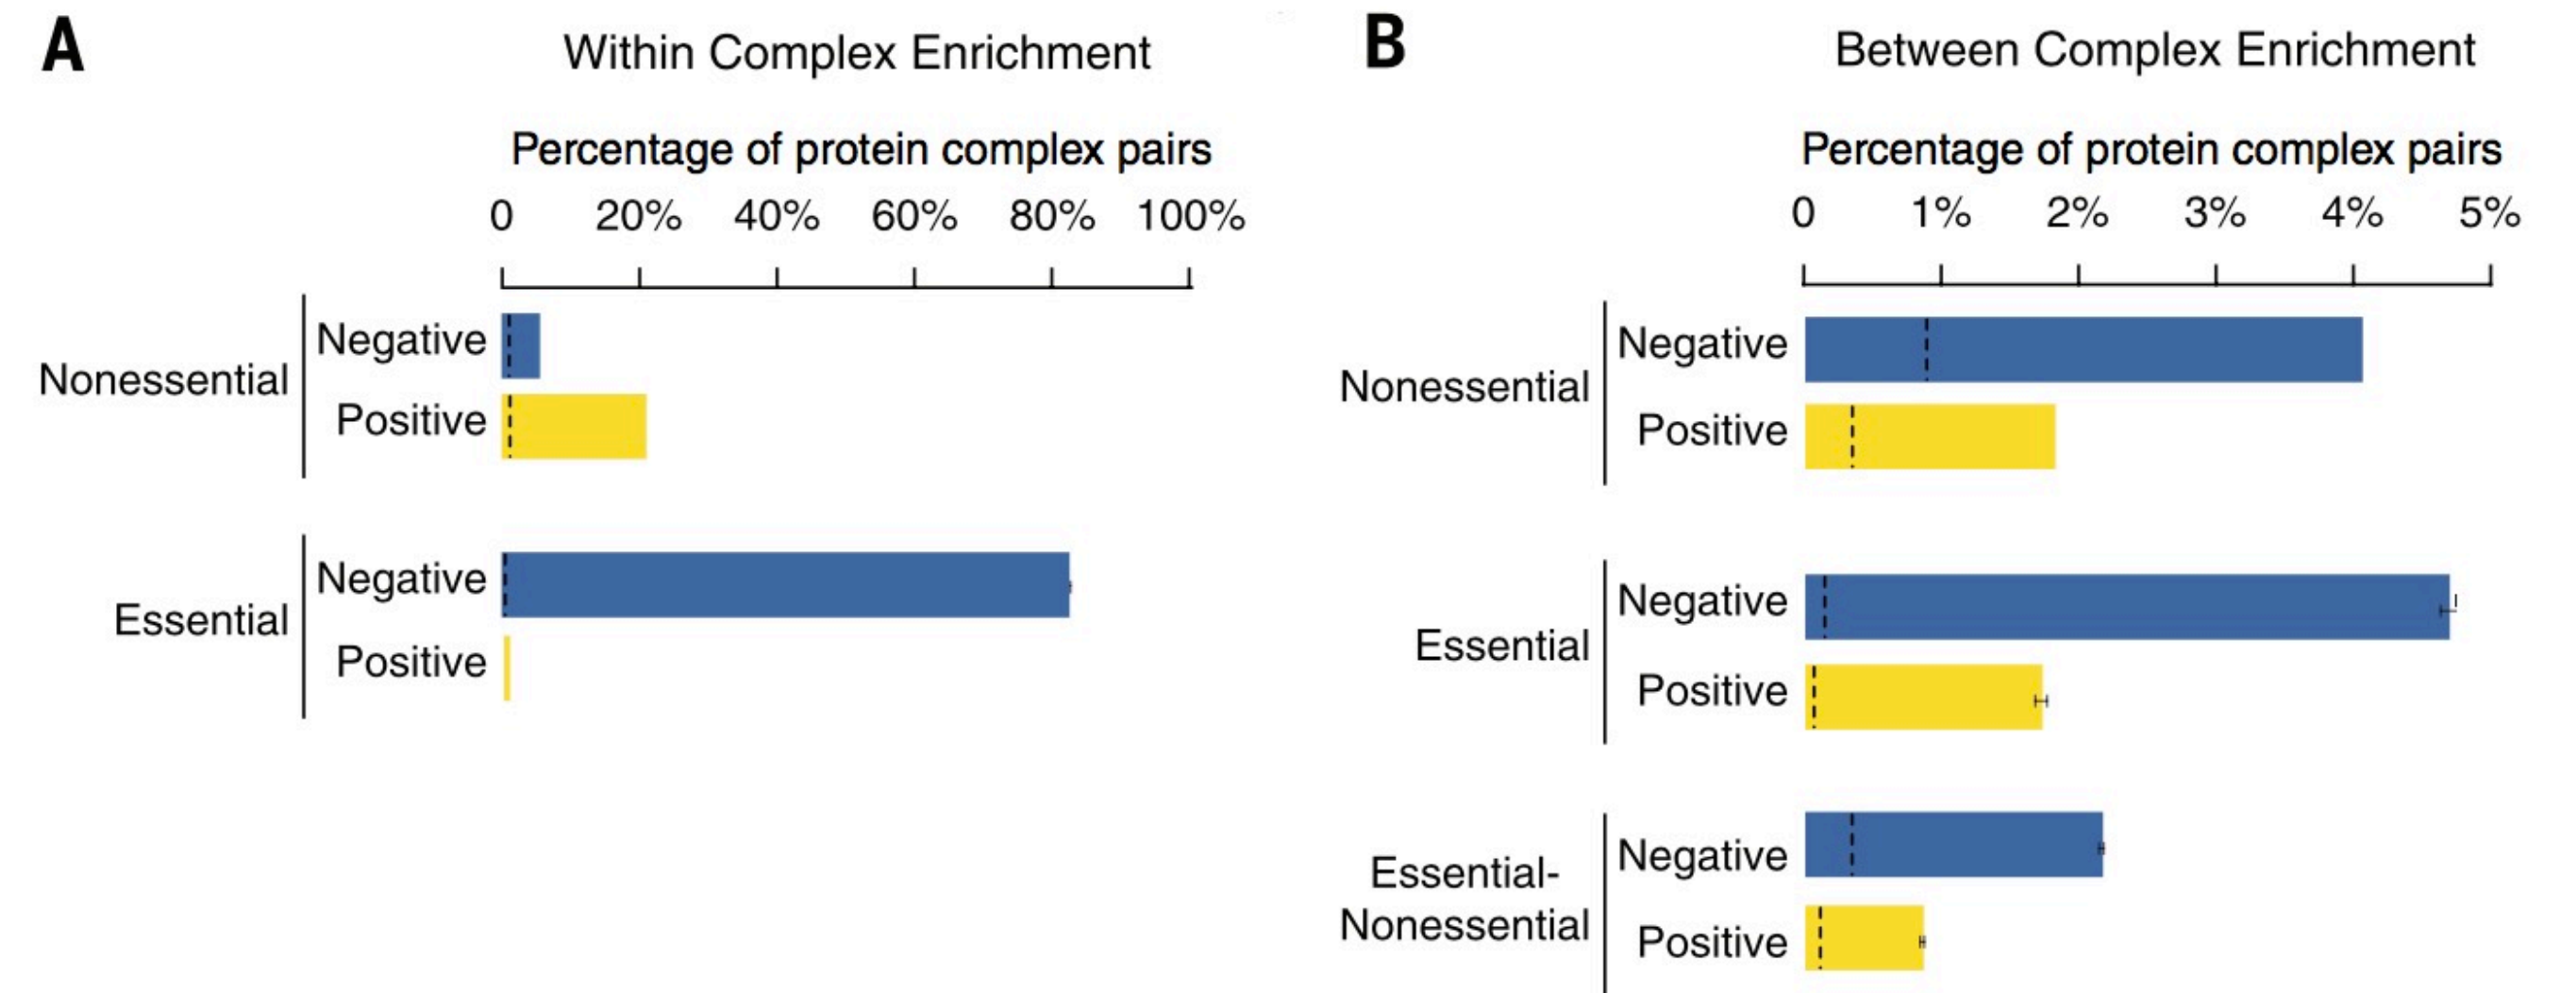 A
Within Complex Enrichment
Percentage of protein complex pairs
0 20% 40% 60% 80% 100%
Nonessential
Negative
Positive
Essential
Negative
Positive
B
Between Complex Enrichment
Percentage of protein complex pairs
0 1% 2% 3% 4% 5%
Nonessential
Negative
Positive
Essential
Negative
Positive
Essential-
Nonessential
Negative
Positive